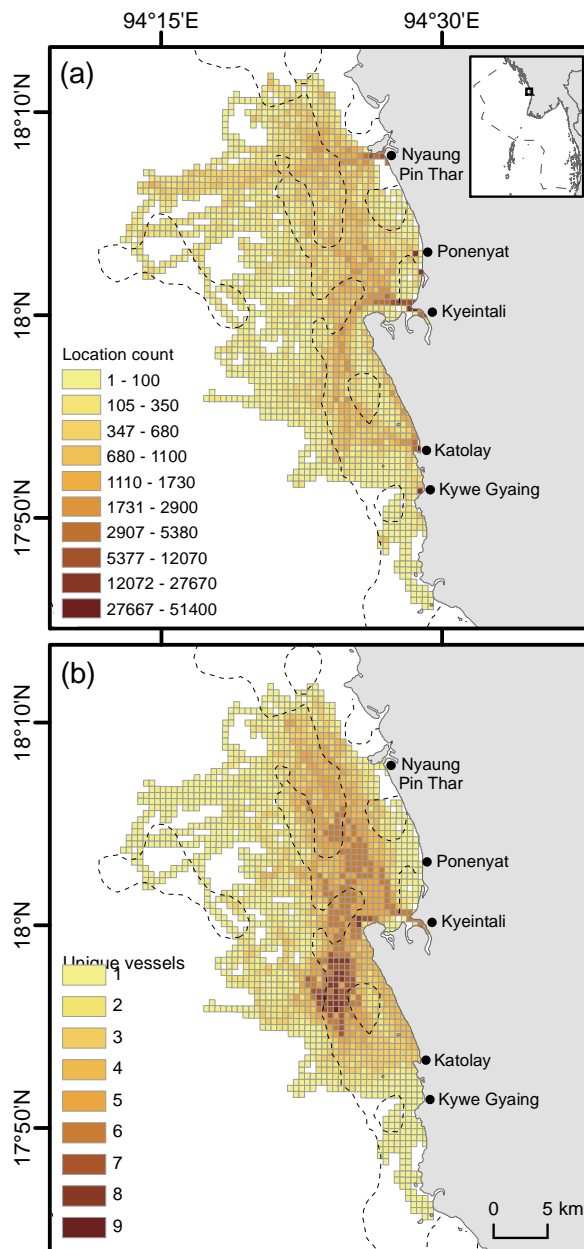 94°15'E 94°30'E
(a)
18°10'N
Nyaung
Pin Thar
Ponenyat
18°N
Kyeintali
Location count
1 - 100
105 - 350
347 - 680
680 - 1100
1110 - 1730
1731 - 2900
2907 - 5380
5377 - 12070
12072 - 27670
27667 - 51400
Katolay
Kywe Gyaing
17°50'N
(b)
18°10'N
Nyaung
Pin Thar
Ponenyat
18°N
Kyeintali
Unique vessels
1
2
3
4
5
6
7
8
9
Katolay
Kywe Gyaing
17°50'N
0 5 km